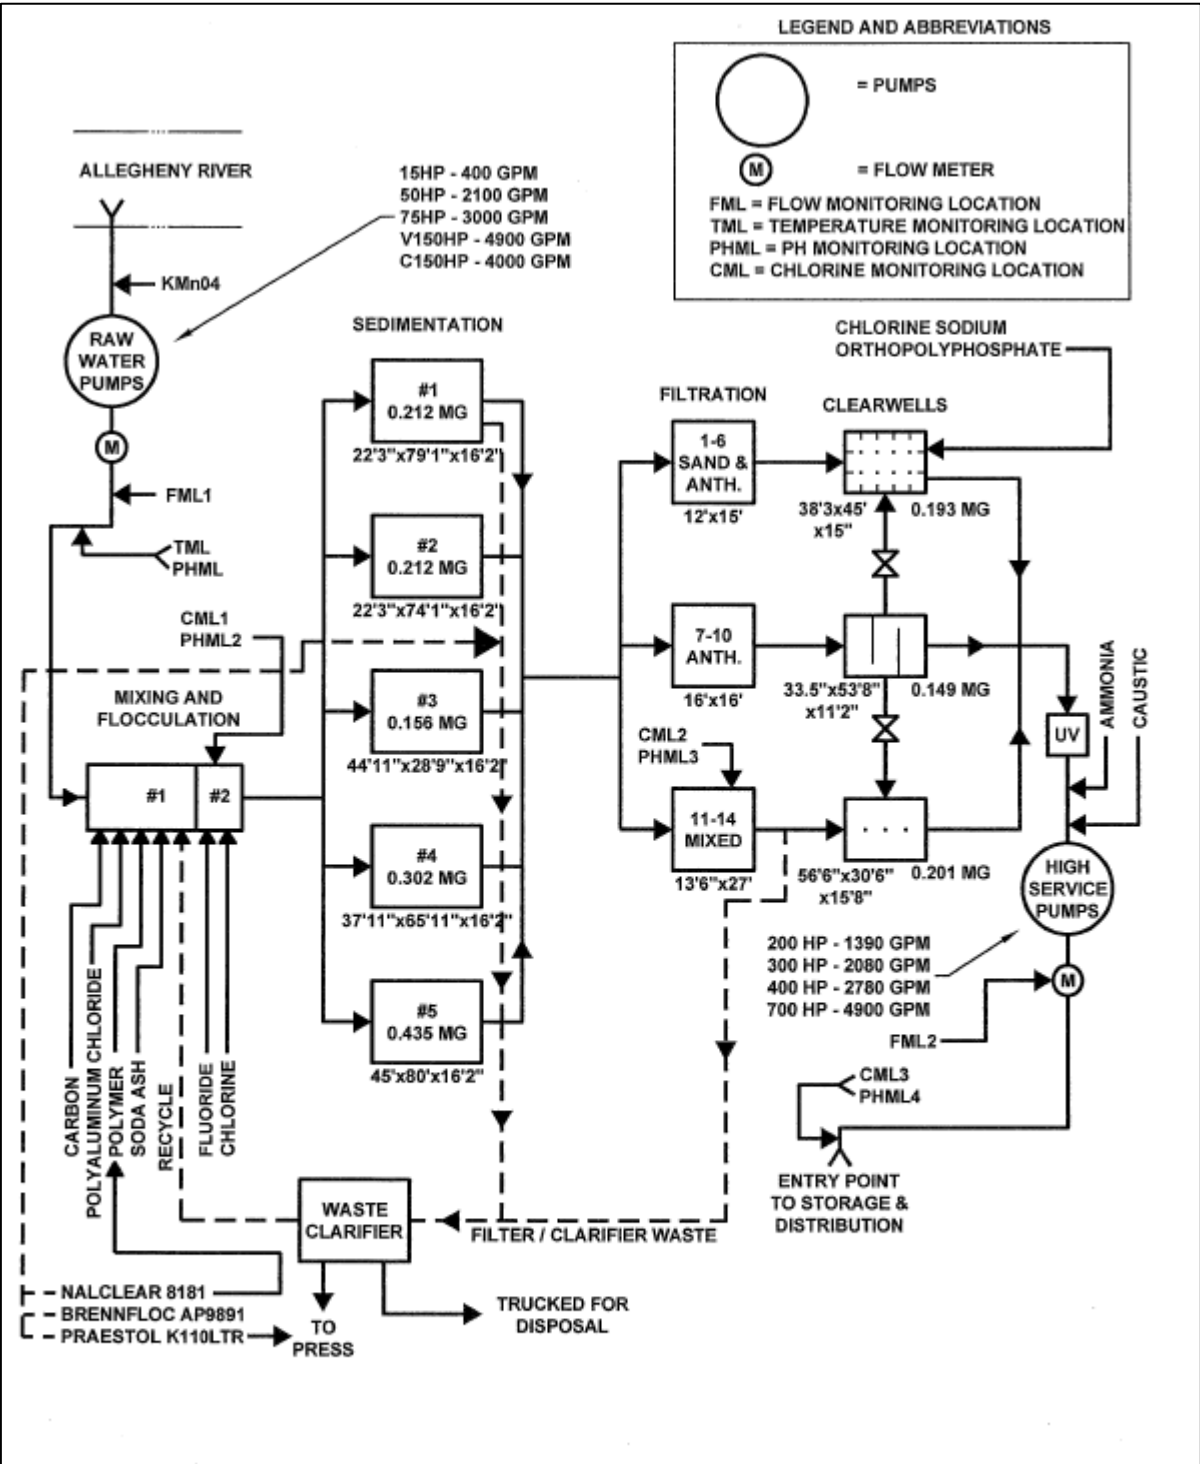 LEGEND AND ABBREVIATIONS
= PUMPS
M
= FLOW METER
FML = FLOW MONITORING LOCATION
TML = TEMPERATURE MONITORING LOCATION
PHML = PH MONITORING LOCATION
CML = CHLORINE MONITORING LOCATION
ALLEGHENY RIVER
15HP - 400 GPM
50HP - 2100 GPM
75HP - 3000 GPM
V150HP - 4900 GPM
C150HP - 4000 GPM
KMn04
RAW
WATER
PUMPS
M
FML1
TML
PHML
CML1
PHML2
MIXING AND
FLOCCULATION
#1
#2
CARBON
POLYALUMINUM CHLORIDE
POLYMER
SODA ASH
RECYCLE
FLUORIDE
CHLORINE
SEDIMENTATION
#1
0.212 MG
22'3"x79'1"x16'2'
#2
0.212 MG
22'3"x74'1"x16'2'
#3
0.156 MG
44'11"x28'9"x16'2"
#4
0.302 MG
37'11"x65'11"x16'2"
#5
0.435 MG
45'x80'x16'2"
FILTRATION
1-6
SAND &
ANTH.
12'x15'
7-10
ANTH.
16'x16'
CML2
PHML3
11-14
MIXED
13'6"x27'
CHLORINE SODIUM
ORTHOPOLYPHOSPHATE
CLEARWELLS
38'3x45'
x15"
0.193 MG
33.5"x53'8"
x11'2"
0.149 MG
56'6"x30'6"
x15'8"
0.201 MG
UV
AMMONIA
CAUSTIC
HIGH
SERVICE
PUMPS
200 HP - 1390 GPM
300 HP - 2080 GPM
400 HP - 2780 GPM
700 HP - 4900 GPM
M
FML2
CML3
PHML4
ENTRY POINT
TO STORAGE &
DISTRIBUTION
WASTE
CLARIFIER
FILTER / CLARIFIER WASTE
NALCLEAR 8181
BRENNFLOC AP9891
PRAESTOL K110LTR
TO
PRESS
TRUCKED FOR
DISPOSAL